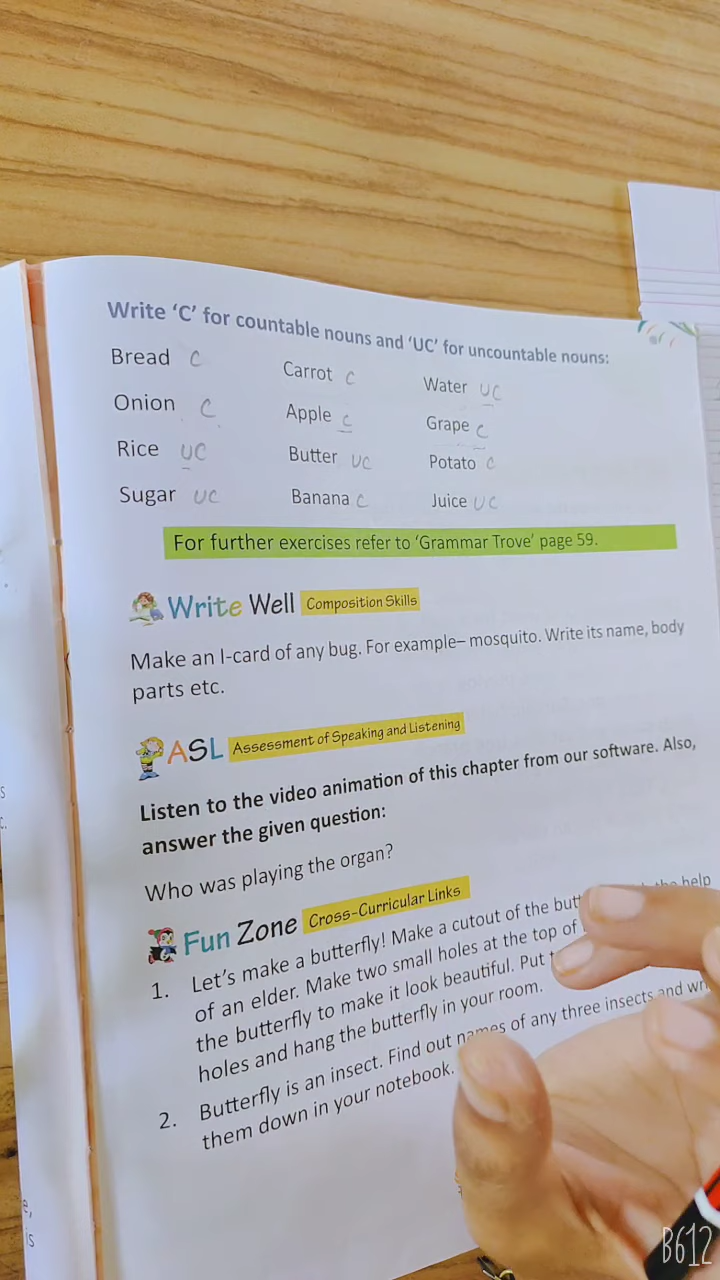 Write 'C' for countable nouns and 'UC' for uncountable nouns:
Bread C Carrot C Water UC
Onion C Apple C Grape C
Rice UC Butter UC Potato C
Sugar UC Banana C Juice UC
For further exercises refer to 'Grammar Trove' page 59.
Write Well Composition Skills
Make an I-card of any bug. For example– mosquito. Write its name, body
parts etc.
ASL Assessment of Speaking and Listening
Listen to the video animation of this chapter from our software. Also,
answer the given question:
Who was playing the organ?
Fun Zone Cross-Curricular Links
1. Let's make a butterfly! Make a cutout of the help
of an elder. Make two small holes at the top of
the butterfly to make it look beautiful. Put
holes and hang the butterfly in your room.
2. Butterfly is an insect. Find out names of any three insects and
them down in your notebook.
B612